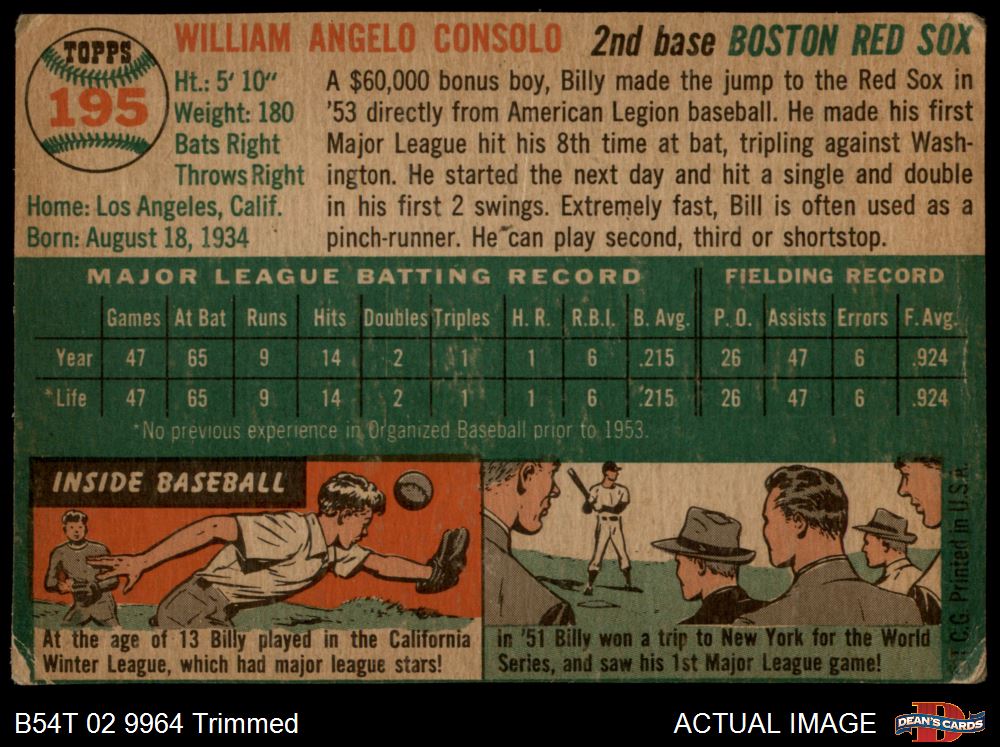 TOPPS
195
WILLIAM ANGELO CONSOLO 2nd base BOSTON RED SOX
Ht.: 5' 10"
Weight: 180
Bats Right
Throws Right
Home: Los Angeles, Calif.
Born: August 18, 1934
A $60,000 bonus boy, Billy made the jump to the Red Sox in
'53 directly from American Legion baseball. He made his first
Major League hit his 8th time at bat, tripling against Wash-
ington. He started the next day and hit a single and double
in his first 2 swings. Extremely fast, Bill is often used as a
pinch-runner. He can play second, third or shortstop.
MAJOR LEAGUE BATTING RECORD FIELDING RECORD
Games At Bat Runs Hits Doubles Triples H. R. R.B.I. B. Avg. P. O. Assists Errors F. Avg.
Year 47 65 9 14 2 1 1 6 .215 26 47 6 .924
*Life 47 65 9 14 2 1 1 6 .215 26 47 6 .924
*No previous experience in Organized Baseball prior to 1953.
INSIDE BASEBALL
At the age of 13 Billy played in the California
Winter League, which had major league stars!
In '51 Billy won a trip to New York for the World
Series, and saw his 1st Major League game!
T.C.G. Printed in U.S.A.
B54T 02 9964 Trimmed
ACTUAL IMAGE
DEAN'S CARDS